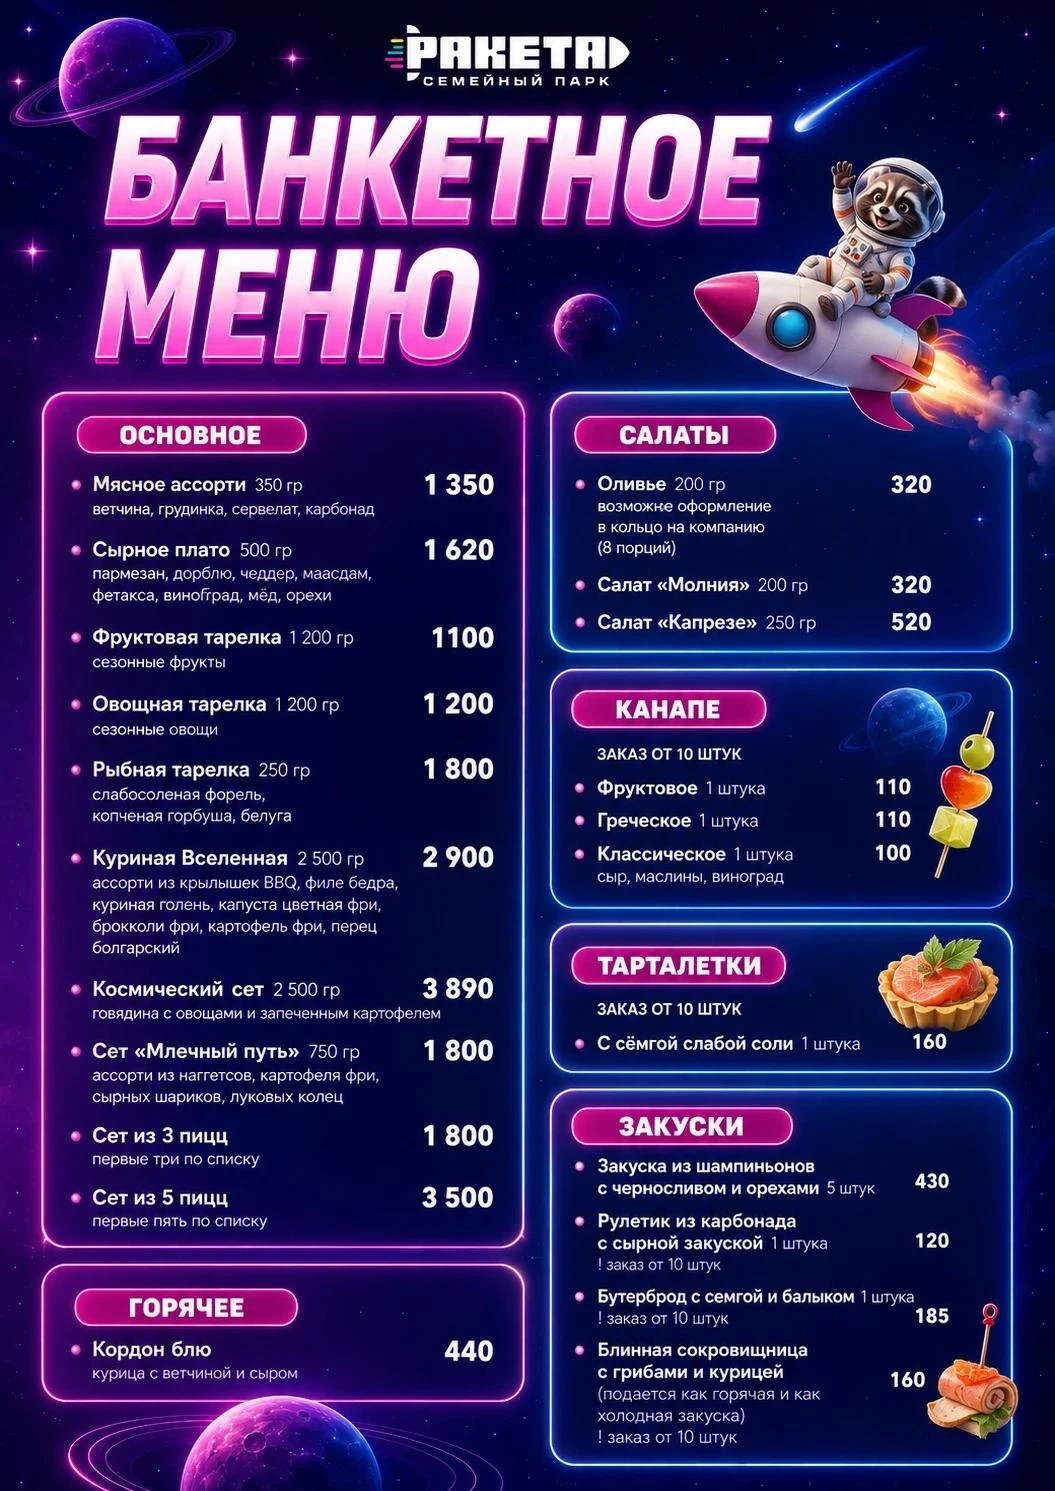 РАКЕТА
СЕМЕЙНЫЙ ПАРК
БАНКЕТНОЕ
МЕНЮ
ОСНОВНОЕ
Мясное ассорти 350 гр 1 350
ветчина, грудинка, сервелат, карбонад
Сырное плато 500 гр 1 620
пармезан, дорблю, чеддер, маасдам,
фетакса, виноГград, мёд, орехи
Фруктовая тарелка 1 200 гр 1100
сезонные фрукты
Овощная тарелка 1 200 гр 1 200
сезонные овощи
Рыбная тарелка 250 гр 1 800
слабосоленая форель,
копченая горбуша, белуга
Куриная Вселенная 2 500 гр 2 900
ассорти из крылышек BBQ, филе бедра,
куриная голень, капуста цветная фри,
брокколи фри, картофель фри, перец
болгарский
Космический сет 2 500 гр 3 890
говядина с овощами и запеченным картофелем
Сет «Млечный путь» 750 гр 1 800
ассорти из наггетсов, картофеля фри,
сырных шариков, луковых колец
Сет из 3 пицц 1 800
первые три по списку
Сет из 5 пицц 3 500
первые пять по списку
ГОРЯЧЕЕ
Кордон блю 440
курица с ветчиной и сыром
САЛАТЫ
Оливье 200 гр 320
возможне оформление
в кольцо на компанию
(8 порций)
Салат «Молния» 200 гр 320
Салат «Капрезе» 250 гр 520
КАНАПЕ
ЗАКАЗ ОТ 10 ШТУК
Фруктовое 1 штука 110
Греческое 1 штука 110
Классическое 1 штука 100
сыр, маслины, виноград
ТАРТАЛЕТКИ
ЗАКАЗ ОТ 10 ШТУК
С сёмгой слабой соли 1 штука 160
ЗАКУСКИ
Закуска из шампиньонов
с черносливом и орехами 5 штук 430
Рулетик из карбонада
с сырной закуской 1 штука 120
! заказ от 10 штук
Бутерброд с семгой и балыком 1 штука
! заказ от 10 штук 185
Блинная сокровищница
с грибами и курицей 160
(подается как горячая и как
холодная закуска)
! заказ от 10 штук